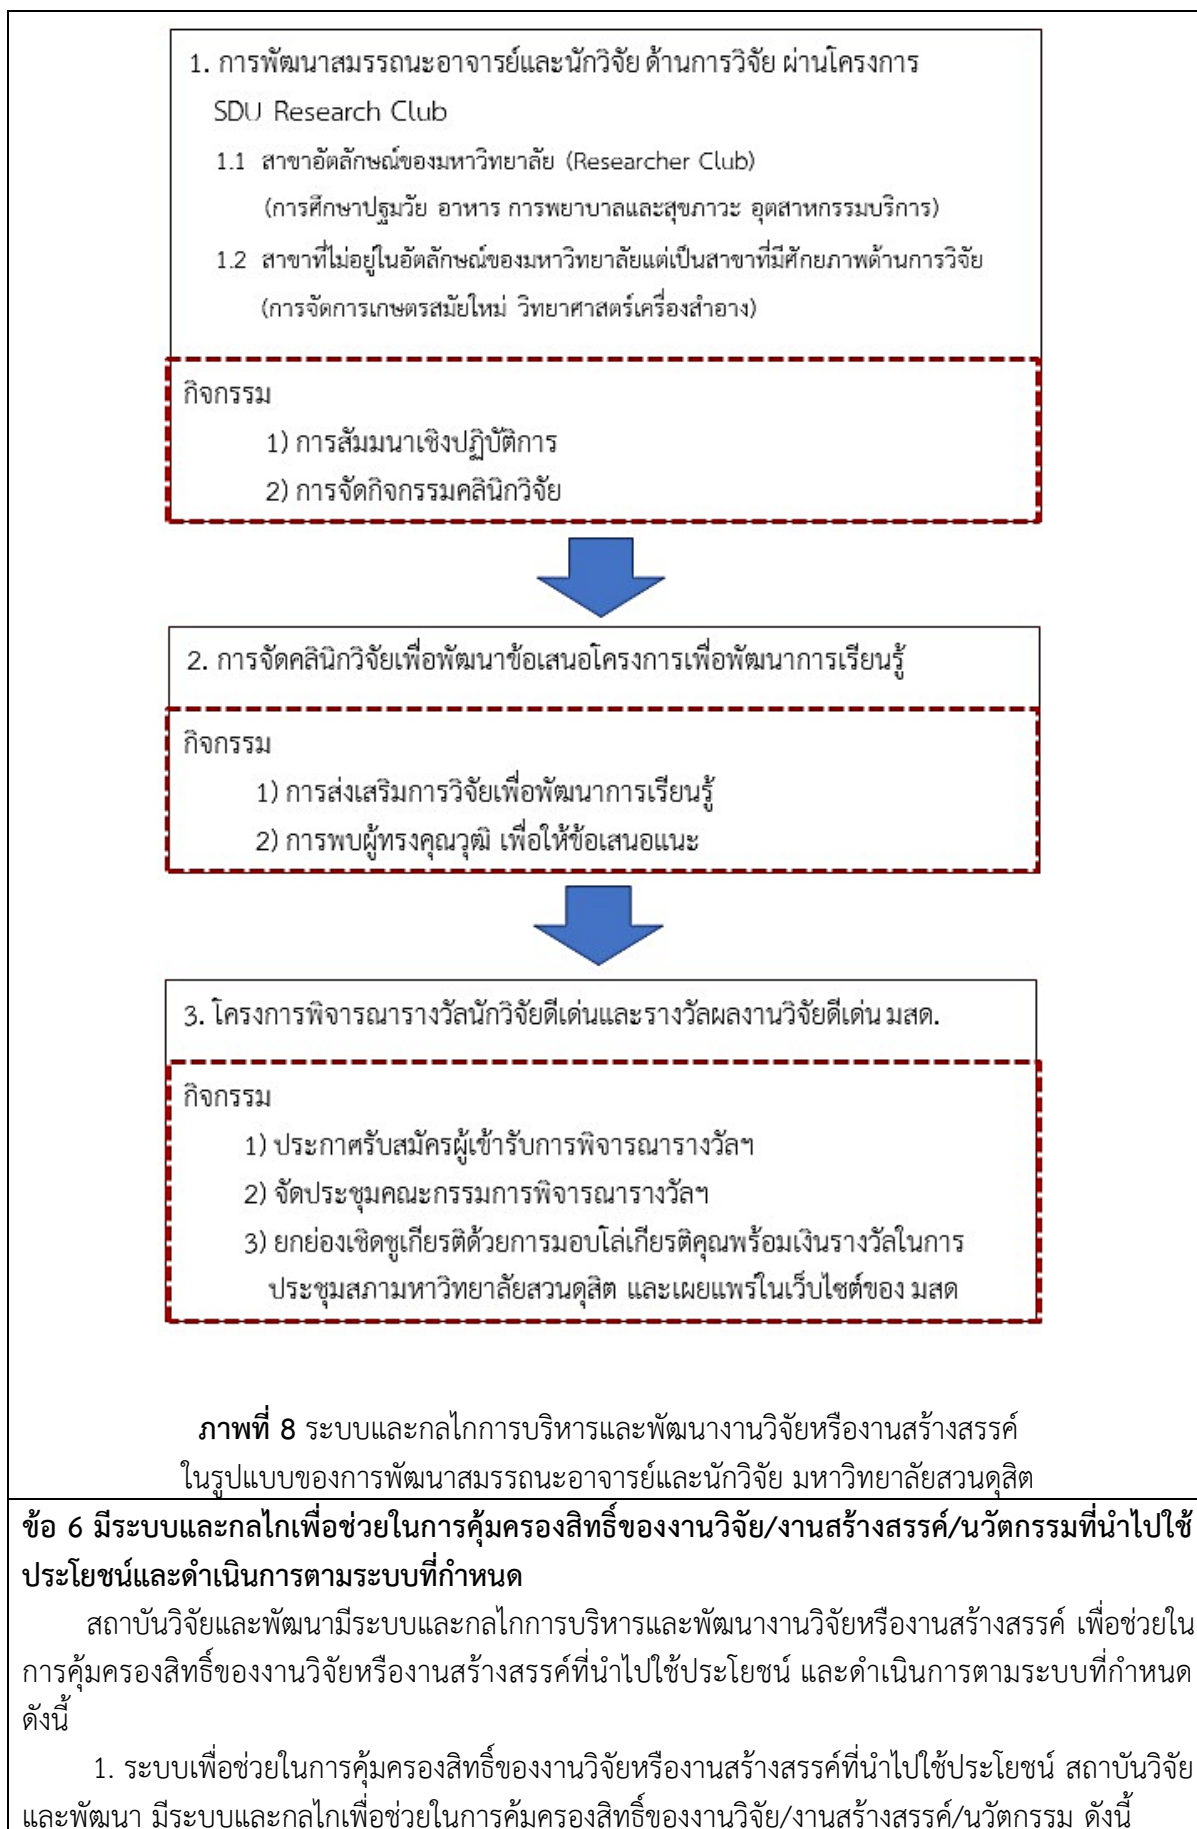 1. การพัฒนาสมรรถนะอาจารย์และนักวิจัย ด้านการวิจัย ผ่านโครงการ
SDU Research Club
1.1 สาขาอัตลักษณ์ของมหาวิทยาลัย (Researcher Club)
(การศึกษาปฐมวัย อาหาร การพยาบาลและสุขภาวะ อุตสาหกรรมบริการ)
1.2 สาขาที่ไม่อยู่ในอัตลักษณ์ของมหาวิทยาลัยแต่เป็นสาขาที่มีศักยภาพด้านการวิจัย
(การจัดการเกษตรสมัยใหม่ วิทยาศาสตร์เครื่องสำอาง)
กิจกรรม
1) การสัมมนาเชิงปฏิบัติการ
2) การจัดกิจกรรมคลินิกวิจัย
2. การจัดคลินิกวิจัยเพื่อพัฒนาข้อเสนอโครงการเพื่อพัฒนาการเรียนรู้
กิจกรรม
1) การส่งเสริมการวิจัยเพื่อพัฒนาการเรียนรู้
2) การพบผู้ทรงคุณวุฒิ เพื่อให้ข้อเสนอแนะ
3. โครงการพิจารณารางวัลนักวิจัยดีเด่นและรางวัลผลงานวิจัยดีเด่น มสด.
กิจกรรม
1) ประกาศรับสมัครผู้เข้ารับการพิจารณารางวัลฯ
2) จัดประชุมคณะกรรมการพิจารณารางวัลฯ
3) ยกย่องเชิดชูเกียรติด้วยการมอบโล่เกียรติคุณพร้อมเงินรางวัลในการ
ประชุมสภามหาวิทยาลัยสวนดุสิต และเผยแพร่ในเว็บไซต์ของ มสด
ภาพที่ 8 ระบบและกลไกการบริหารและพัฒนางานวิจัยหรืองานสร้างสรรค์
ในรูปแบบของการพัฒนาสมรรถนะอาจารย์และนักวิจัย มหาวิทยาลัยสวนดุสิต
ข้อ 6 มีระบบและกลไกเพื่อช่วยในการคุ้มครองสิทธิ์ของงานวิจัย/งานสร้างสรรค์/นวัตกรรมที่นำไปใช้
ประโยชน์และดำเนินการตามระบบที่กำหนด
สถาบันวิจัยและพัฒนามีระบบและกลไกการบริหารและพัฒนางานวิจัยหรืองานสร้างสรรค์ เพื่อช่วยใน
การคุ้มครองสิทธิ์ของงานวิจัยหรืองานสร้างสรรค์ที่นำไปใช้ประโยชน์ และดำเนินการตามระบบที่กำหนด
ดังนี้
1. ระบบเพื่อช่วยในการคุ้มครองสิทธิ์ของงานวิจัยหรืองานสร้างสรรค์ที่นำไปใช้ประโยชน์ สถาบันวิจัย
และพัฒนา มีระบบและกลไกเพื่อช่วยในการคุ้มครองสิทธิ์ของงานวิจัย/งานสร้างสรรค์/นวัตกรรม ดังนี้